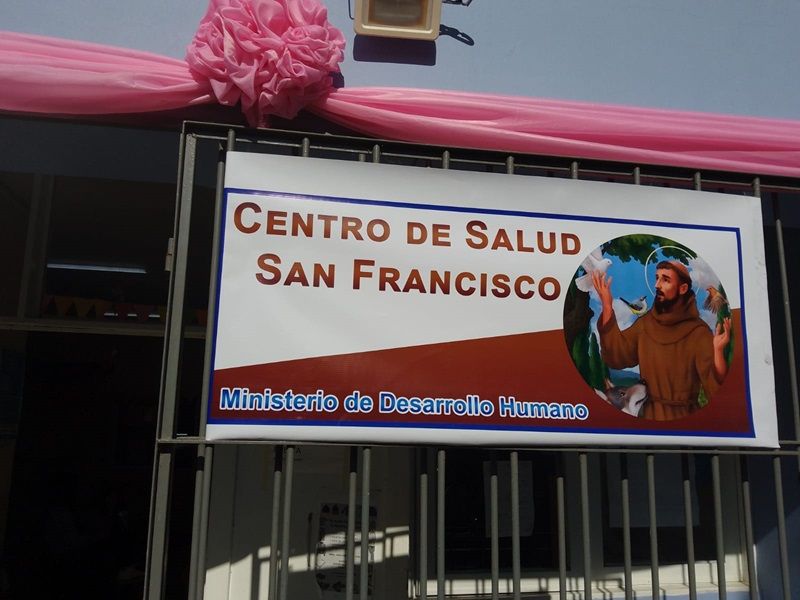 CENTRO DE SALUD
SAN FRANCISCO
Ministerio de Desarrollo Humano